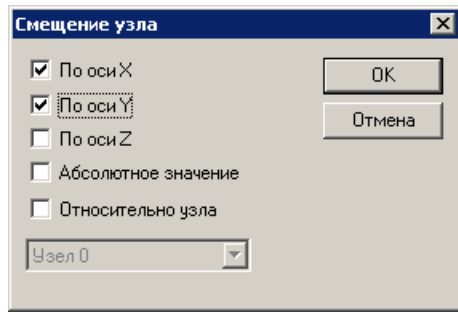 Смещение узла
По оси X
OK
По оси Y
Отмена
По оси Z
Абсолютное значение
Относительно узла
Узел 0